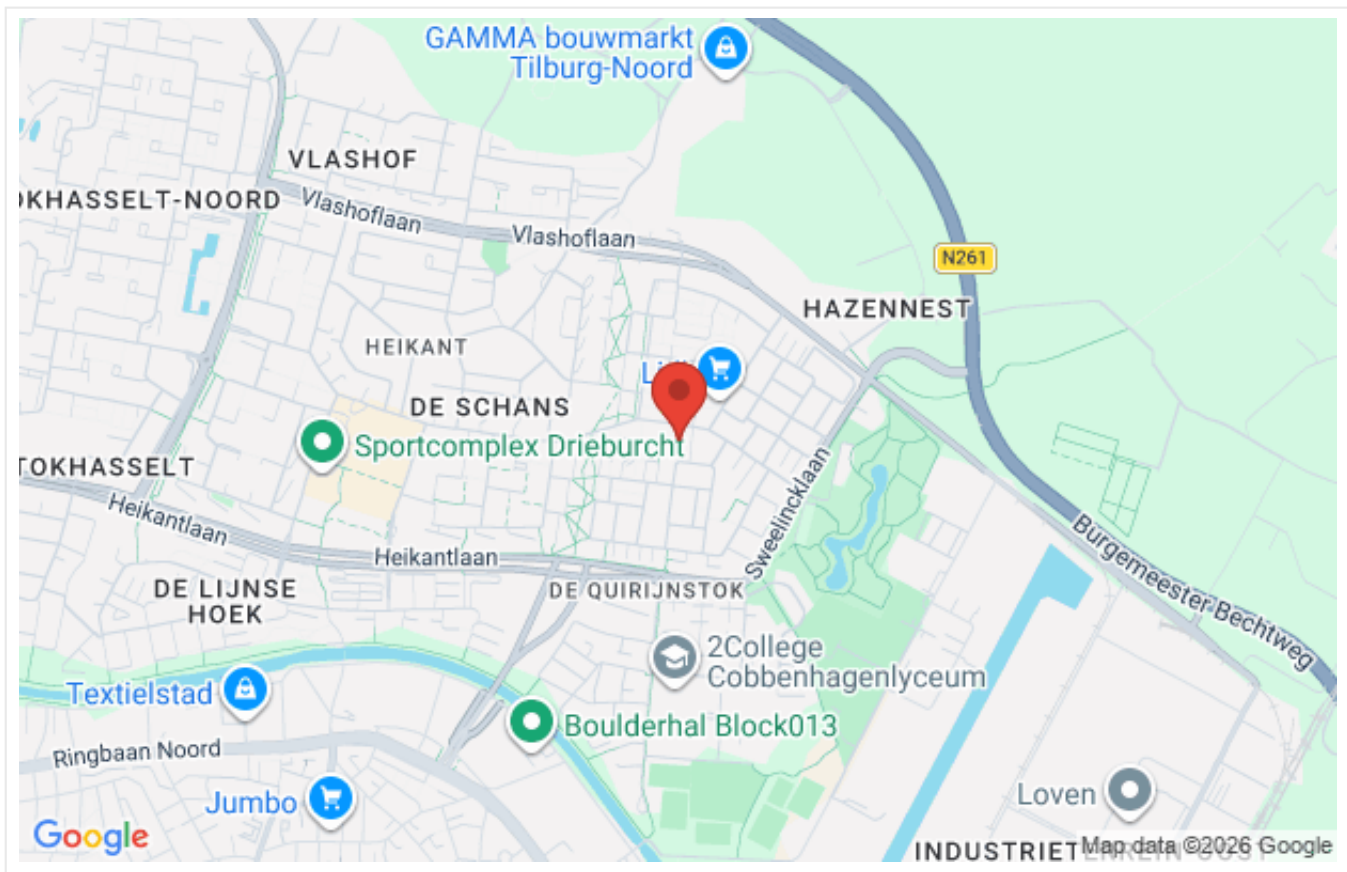 GAMMA bouwmarkt
Tilburg-Noord
VLASHOF
OKHASSELT-NOORD
Vlashoflaan
Vlashoflaan
N261
HAZENNEST
HEIKANT
DE SCHANS
Sportcomplex Drieburcht
TOKHASSELT
Heikantlaan
Heikantlaan
Sweelincklaan
DE LIJNSE
HOEK
DE QUIRIJNSTOK
Burgemeester Bechtweg
2College
Cobbenhagenlyceum
Textielstad
Boulderhal Block013
Ringbaan Noord
Jumbo
Loven
Google
INDUSTRIET
Map data ©2026 Google